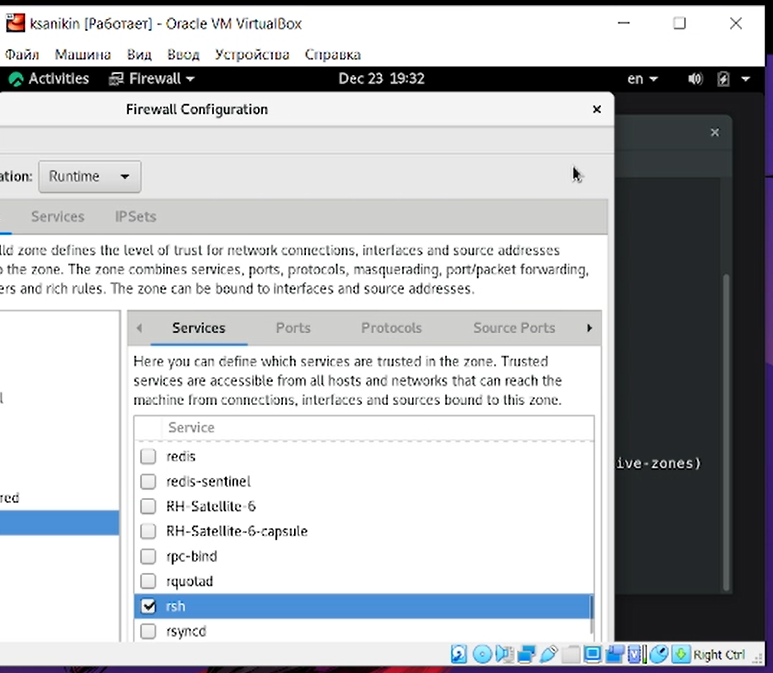 ksanikin [Работает] - Oracle VM VirtualBox
Файл Машина Вид Ввод Устройства Справка
Activities Firewall Dec 23 19:32 en
Firewall Configuration
ation: Runtime
Services IPSets
lld zone defines the level of trust for network connections, interfaces and source addresses
o the zone. The zone combines services, ports, protocols, masquerading, port/packet forwarding,
ers and rich rules. The zone can be bound to interfaces and source addresses.
Services Ports Protocols Source Ports
Here you can define which services are trusted in the zone. Trusted
services are accessible from all hosts and networks that can reach the
machine from connections, interfaces and sources bound to this zone.
Service
redis
redis-sentinel
RH-Satellite-6
RH-Satellite-6-capsule
rpc-bind
rquotad
rsh
rsyncd
l
red
ive-zones)
Right Ctrl